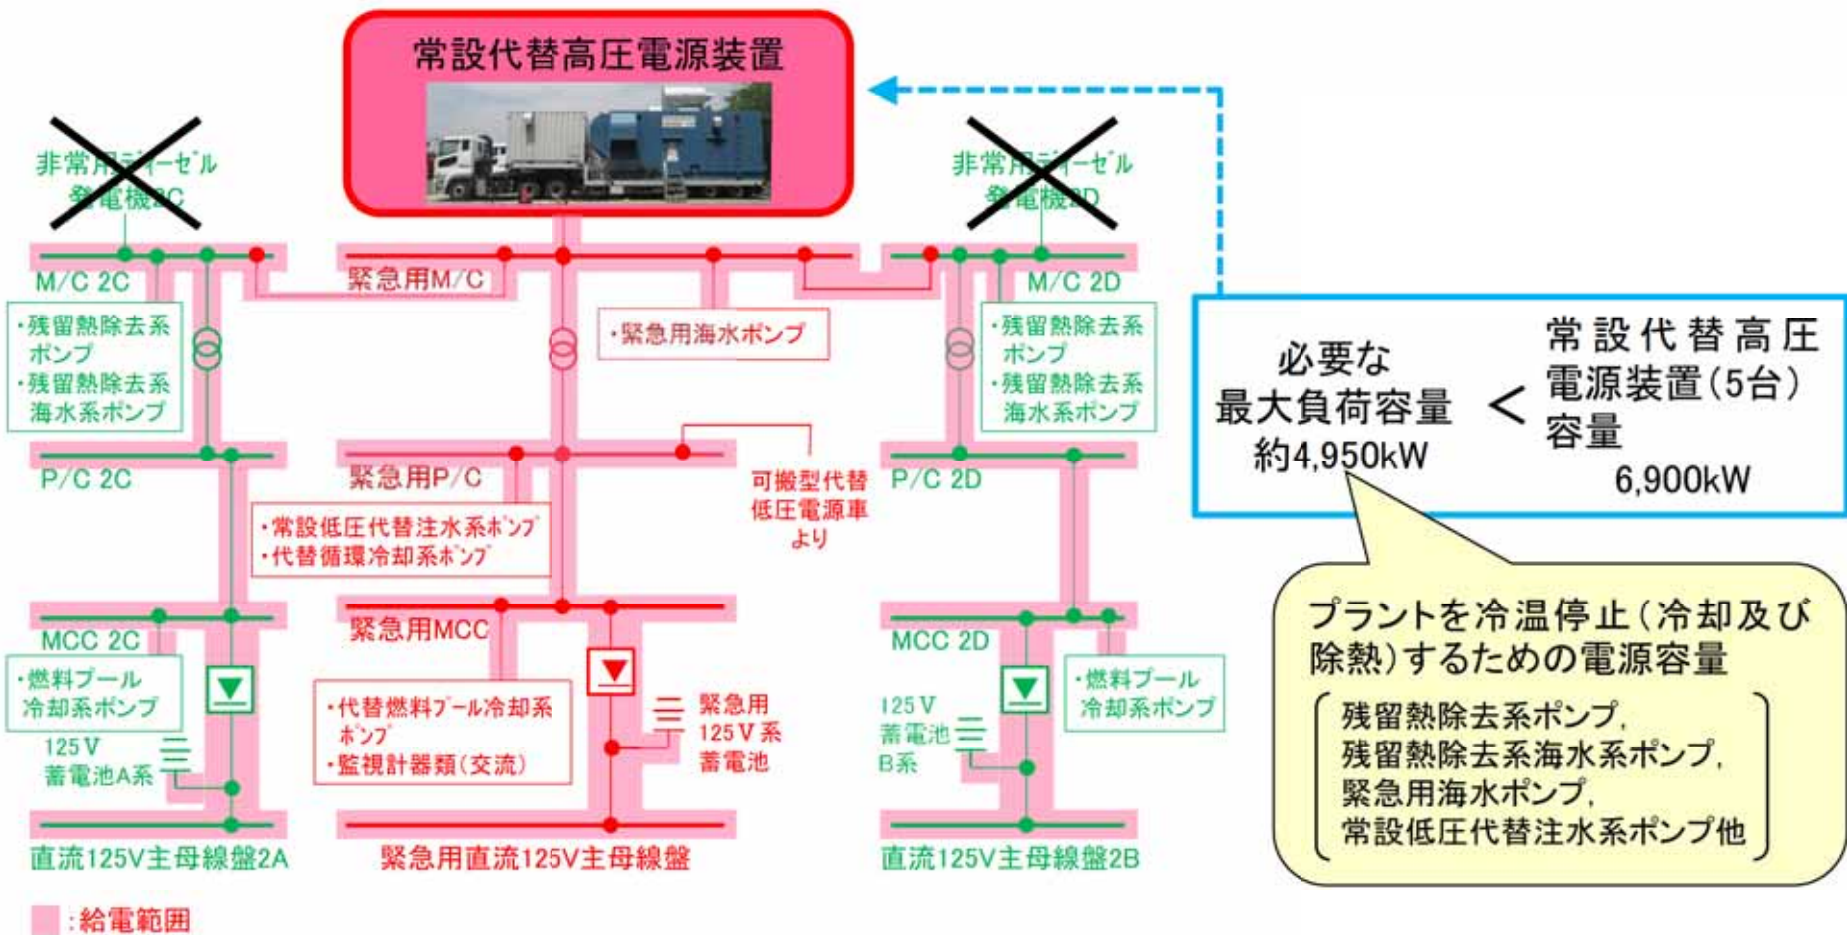 常設代替高圧電源装置
非常用ディーゼル
発電機2C
非常用ディーゼル
発電機2D
M/C 2C
緊急用M/C
M/C 2D
・残留熱除去系
ポンプ
・残留熱除去系
海水系ポンプ
・緊急用海水ポンプ
・残留熱除去系
ポンプ
・残留熱除去系
海水系ポンプ
P/C 2C
緊急用P/C
P/C 2D
・常設低圧代替注水系ポンプ
・代替循環冷却系ポンプ
可搬型代替
低圧電源車
より
MCC 2C
緊急用MCC
MCC 2D
・燃料プール
冷却系ポンプ
・代替燃料プール冷却系
ポンプ
・監視計器類(交流)
・燃料プール
冷却系ポンプ
125V
蓄電池A系
緊急用
125V系
蓄電池
125V
蓄電池
B系
直流125V主母線盤2A
緊急用直流125V主母線盤
直流125V主母線盤2B
:給電範囲
必要な
最大負荷容量
約4,950kW
<
常設代替高圧
電源装置(5台)
容量
6,900kW
プラントを冷温停止(冷却及び
除熱)するための電源容量
残留熱除去系ポンプ,
残留熱除去系海水系ポンプ,
緊急用海水ポンプ,
常設低圧代替注水系ポンプ他